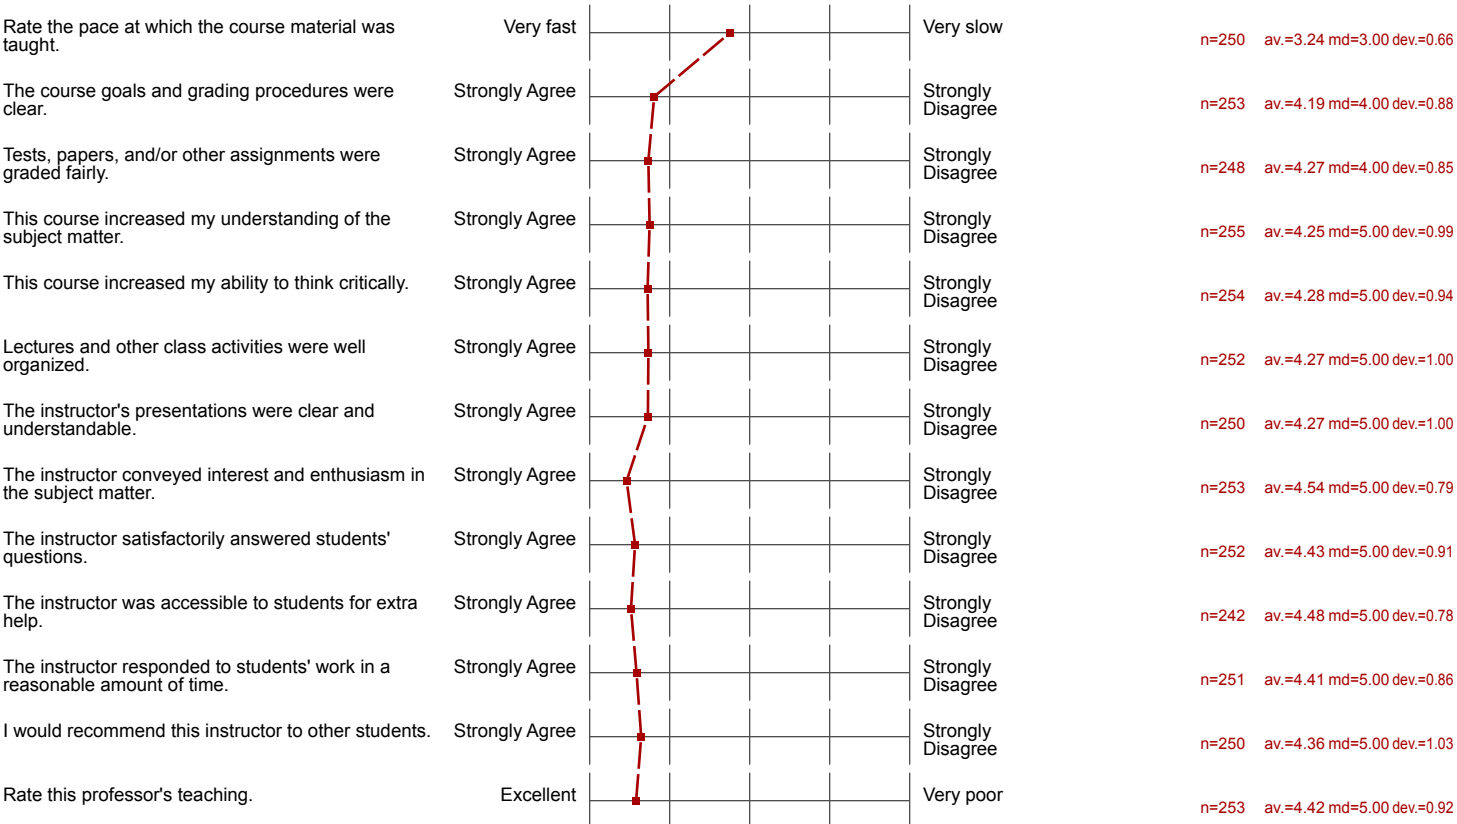 Rate the pace at which the course material was
taught.
Very fast
Very slow
n=250 av.=3.24 md=3.00 dev.=0.66
The course goals and grading procedures were
clear.
Strongly Agree
Strongly
Disagree
n=253 av.=4.19 md=4.00 dev.=0.88
Tests, papers, and/or other assignments were
graded fairly.
Strongly Agree
Strongly
Disagree
n=248 av.=4.27 md=4.00 dev.=0.85
This course increased my understanding of the
subject matter.
Strongly Agree
Strongly
Disagree
n=255 av.=4.25 md=5.00 dev.=0.99
This course increased my ability to think critically.
Strongly Agree
Strongly
Disagree
n=254 av.=4.28 md=5.00 dev.=0.94
Lectures and other class activities were well
organized.
Strongly Agree
Strongly
Disagree
n=252 av.=4.27 md=5.00 dev.=1.00
The instructor's presentations were clear and
understandable.
Strongly Agree
Strongly
Disagree
n=250 av.=4.27 md=5.00 dev.=1.00
The instructor conveyed interest and enthusiasm in
the subject matter.
Strongly Agree
Strongly
Disagree
n=253 av.=4.54 md=5.00 dev.=0.79
The instructor satisfactorily answered students'
questions.
Strongly Agree
Strongly
Disagree
n=252 av.=4.43 md=5.00 dev.=0.91
The instructor was accessible to students for extra
help.
Strongly Agree
Strongly
Disagree
n=242 av.=4.48 md=5.00 dev.=0.78
The instructor responded to students' work in a
reasonable amount of time.
Strongly Agree
Strongly
Disagree
n=251 av.=4.41 md=5.00 dev.=0.86
I would recommend this instructor to other students.
Strongly Agree
Strongly
Disagree
n=250 av.=4.36 md=5.00 dev.=1.03
Rate this professor's teaching.
Excellent
Very poor
n=253 av.=4.42 md=5.00 dev.=0.92